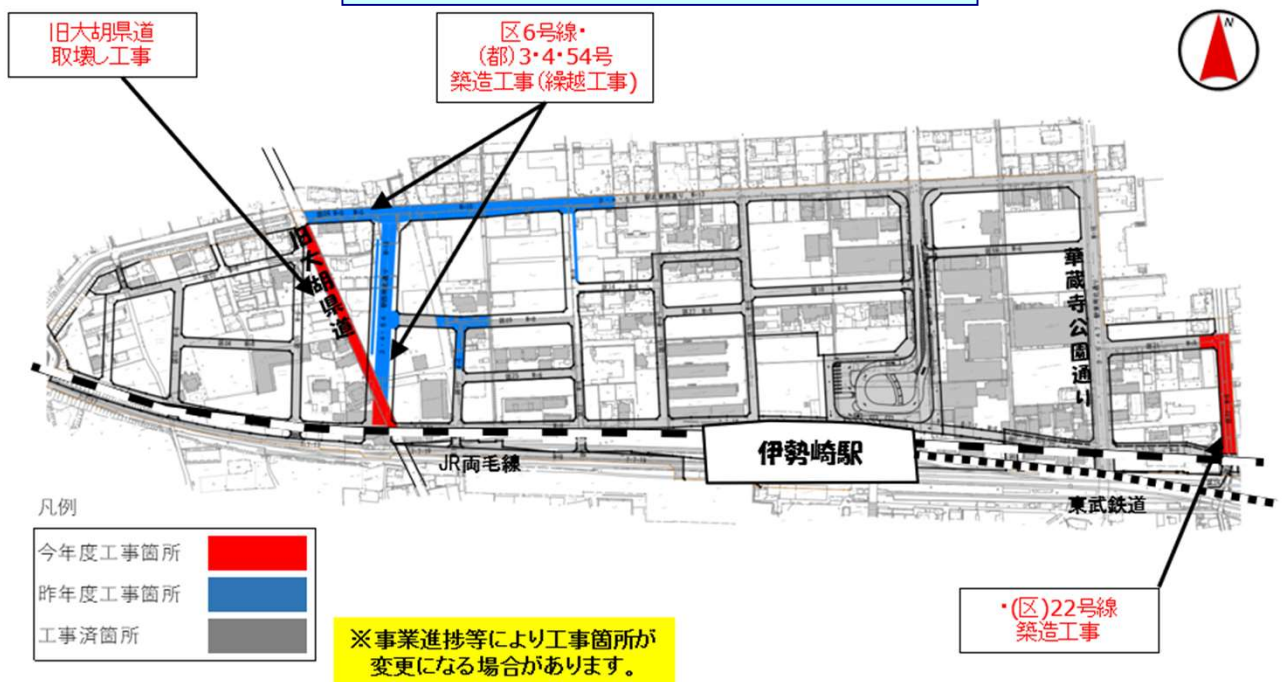 旧大胡県道
取壊し工事
区6号線・
(都)3・4・54号
築造工事(繰越工事)
N
旧大胡県道
華蔵寺公園通り
伊勢崎駅
JR両毛線
東武鉄道
凡例
今年度工事箇所
昨年度工事箇所
工事済箇所
※事業進捗等により工事箇所が
変更になる場合があります。
・(区)22号線
築造工事